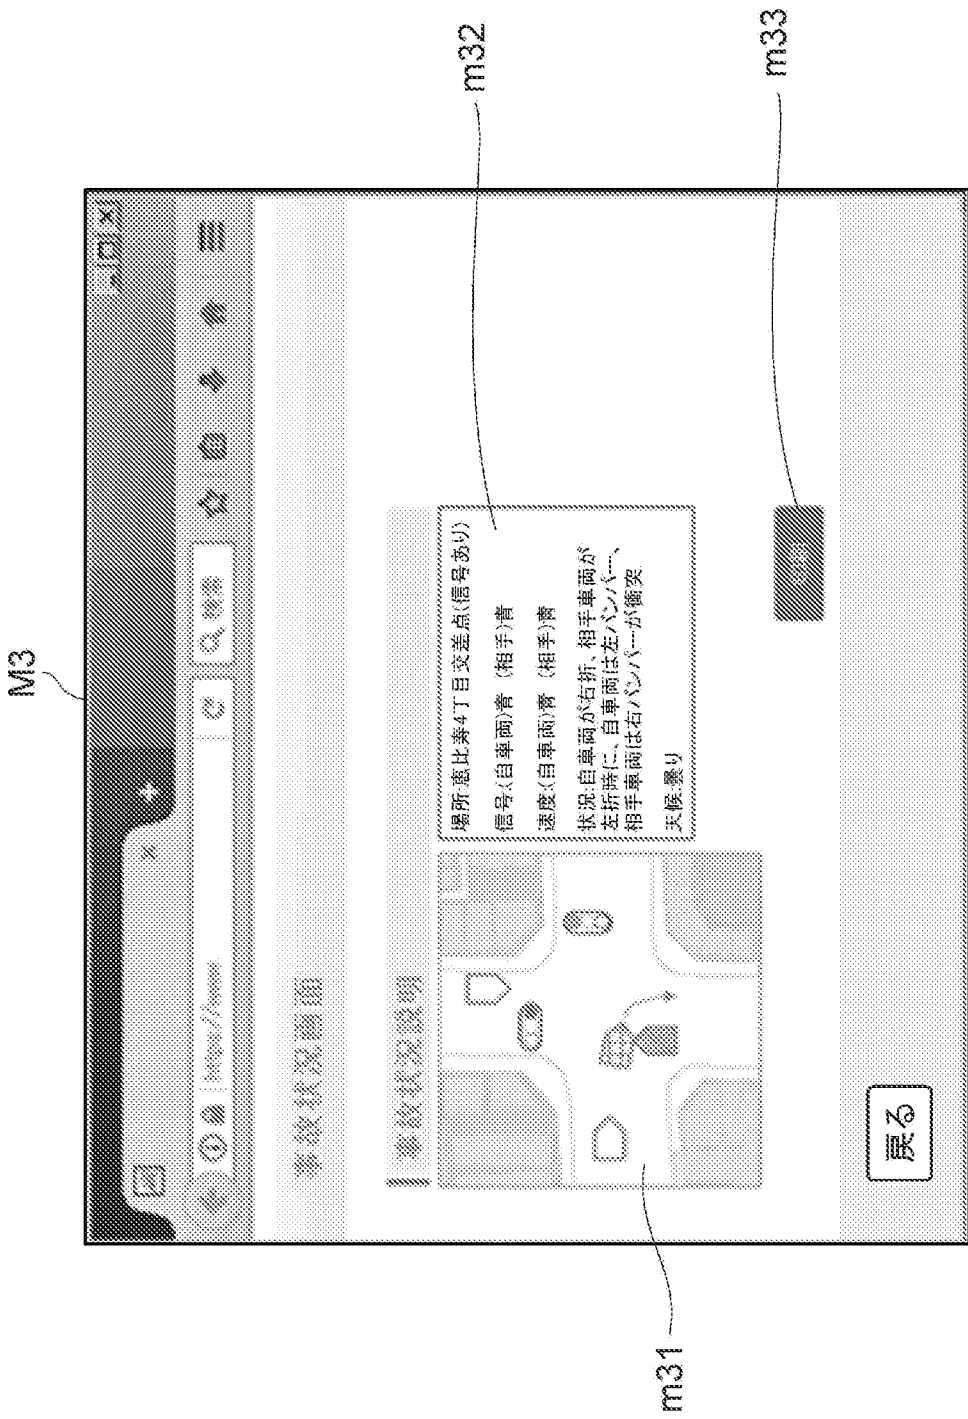 M3
×
+
https://
検索
事故状況画面
事故状況説明
場所:恵比寿4丁目交差点(信号あり)
信号:(自車両)青 (相手)青
速度:(自車両)青 (相手)青
状況:自車両が右折、相手車両が
左折時に、自車両は左バンパー、
相手車両は右バンパーが衝突
天候:曇り
戻る
m31
m32
m33